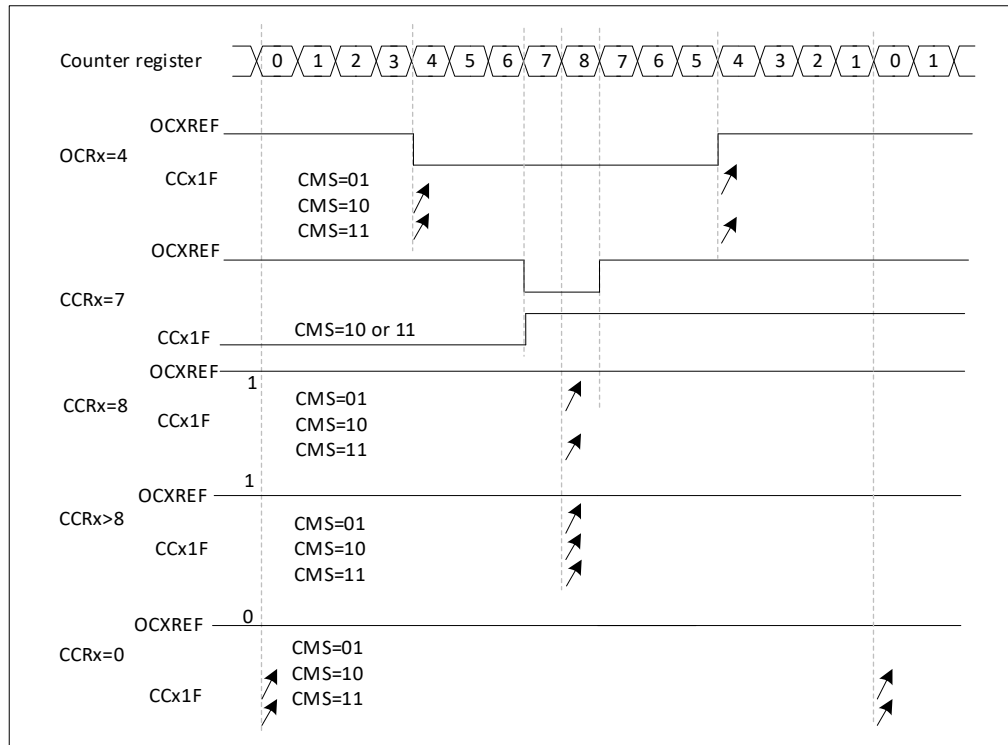 Counter register 0 1 2 3 4 5 6 7 8 7 6 5 4 3 2 1 0 1
OCXREF
OCRx=4
CCx1F CMS=01
CMS=10
CMS=11
OCXREF
CCRx=7
CCx1F CMS=10 or 11
OCXREF 1
CCRx=8
CMS=01
CCx1F CMS=10
CMS=11
1
OCXREF
CCRx>8
CMS=01
CCx1F CMS=10
CMS=11
0
OCXREF
CCRx=0
CMS=01
CMS=10
CCx1F CMS=11